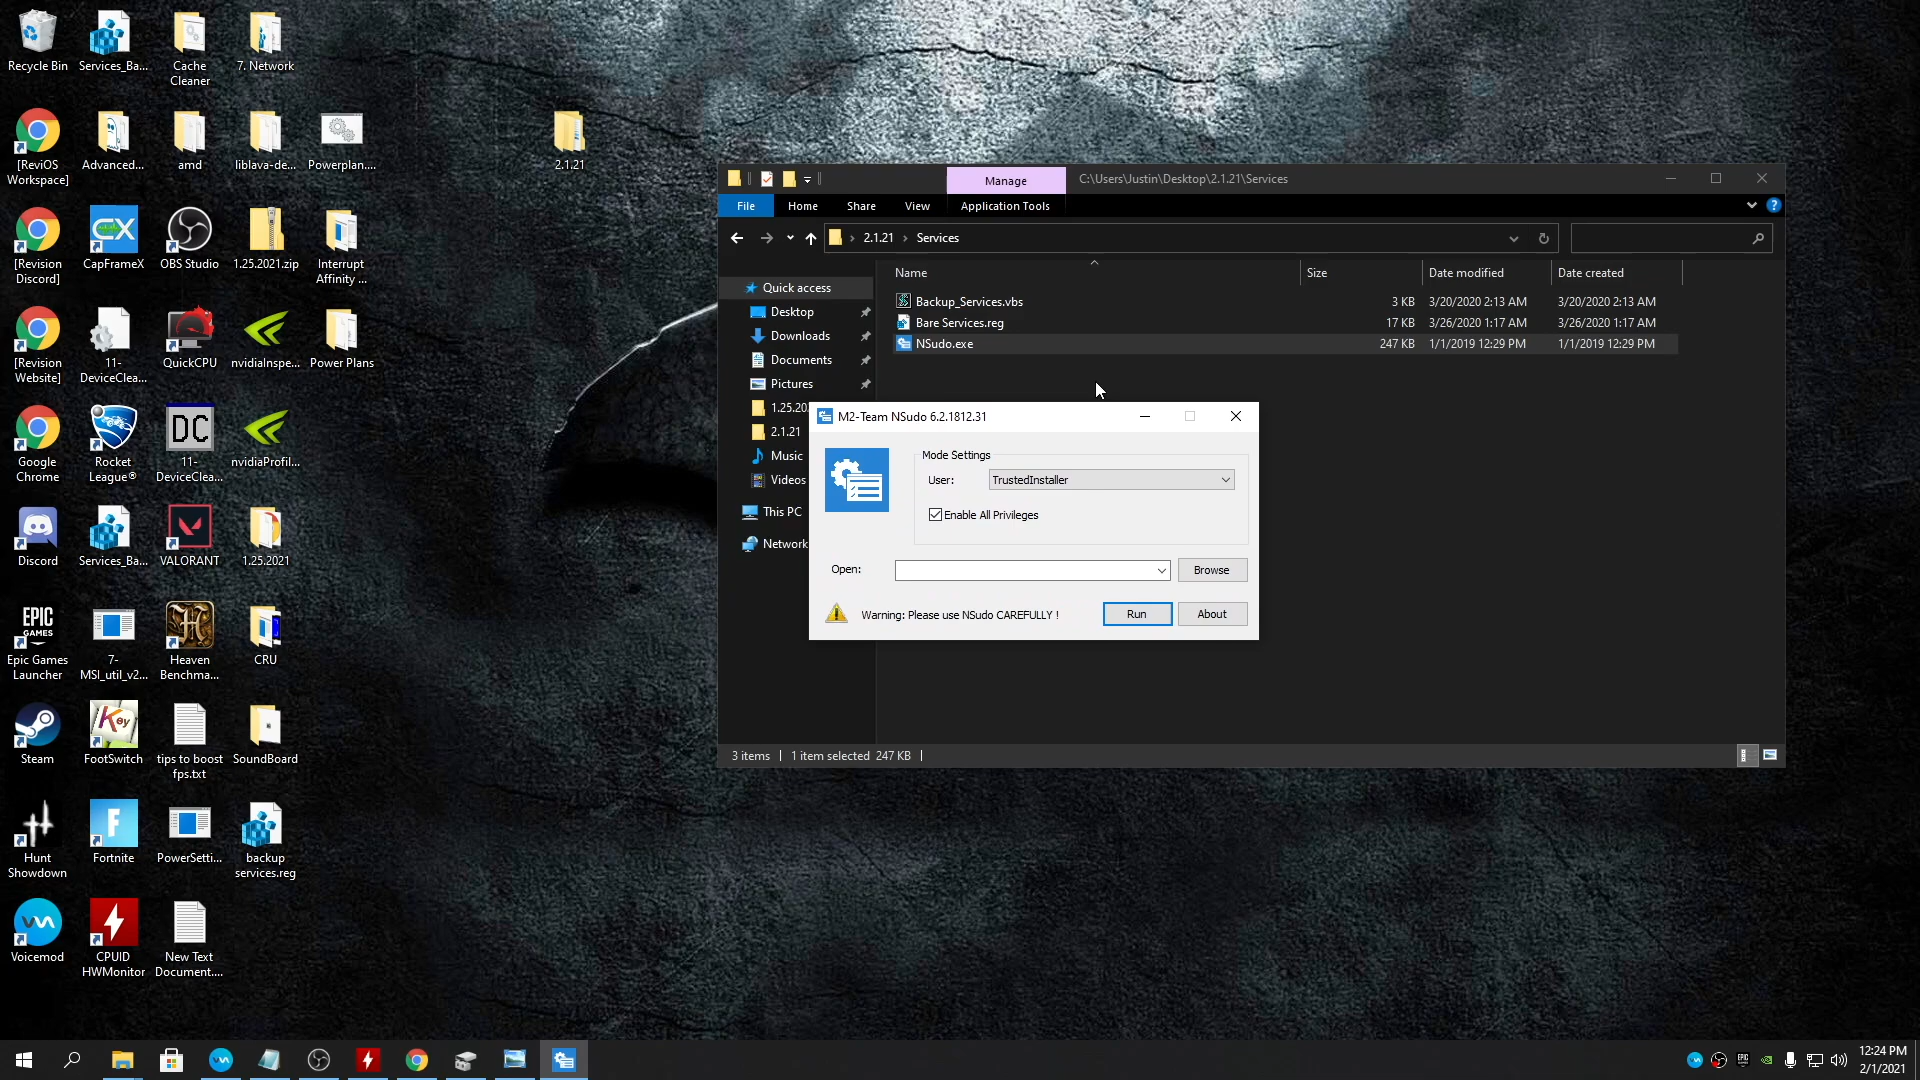 Recycle Bin
Services_Ba...
Cache
Cleaner
7. Network
[ReviOS
Workspace]
Advanced...
amd
liblava-de...
Powerplan....
2.1.21
[Revision
Discord]
CapFrameX
OBS Studio
1.25.2021.zip
Interrupt
Affinity ...
[Revision
Website]
11-
DeviceClea...
QuickCPU
nvidiaInspe...
Power Plans
Google
Chrome
Rocket
League®
DC
11-
DeviceClea...
nvidiaProfil...
Discord
Services_Ba...
VALORANT
1.25.2021
EPIC
GAMES
Epic Games
Launcher
7-
MSI_util_v2...
Heaven
Benchma...
CRU
Steam
Key
FootSwitch
tips to boost
fps.txt
SoundBoard
Hunt
Showdown
Fortnite
PowerSetti...
backup
services.reg
Voicemod
CPUID
HWMonitor
New Text
Document....
Manage
C:\Users\Justin\Desktop\2.1.21\Services
File
Home
Share
View
Application Tools
2.1.21 › Services
Name
Size
Date modified
Date created
Quick access
Desktop
Downloads
Documents
Pictures
1.25.20
2.1.21
Music
Videos
This PC
Network
Backup_Services.vbs 3 KB 3/20/2020 2:13 AM 3/20/2020 2:13 AM
Bare Services.reg 17 KB 3/26/2020 1:17 AM 3/26/2020 1:17 AM
NSudo.exe 247 KB 1/1/2019 12:29 PM 1/1/2019 12:29 PM
M2-Team NSudo 6.2.1812.31
Mode Settings
User: TrustedInstaller
Enable All Privileges
Open:
Browse
Warning: Please use NSudo CAREFULLY !
Run
About
3 items
1 item selected 247 KB
12:24 PM
2/1/2021